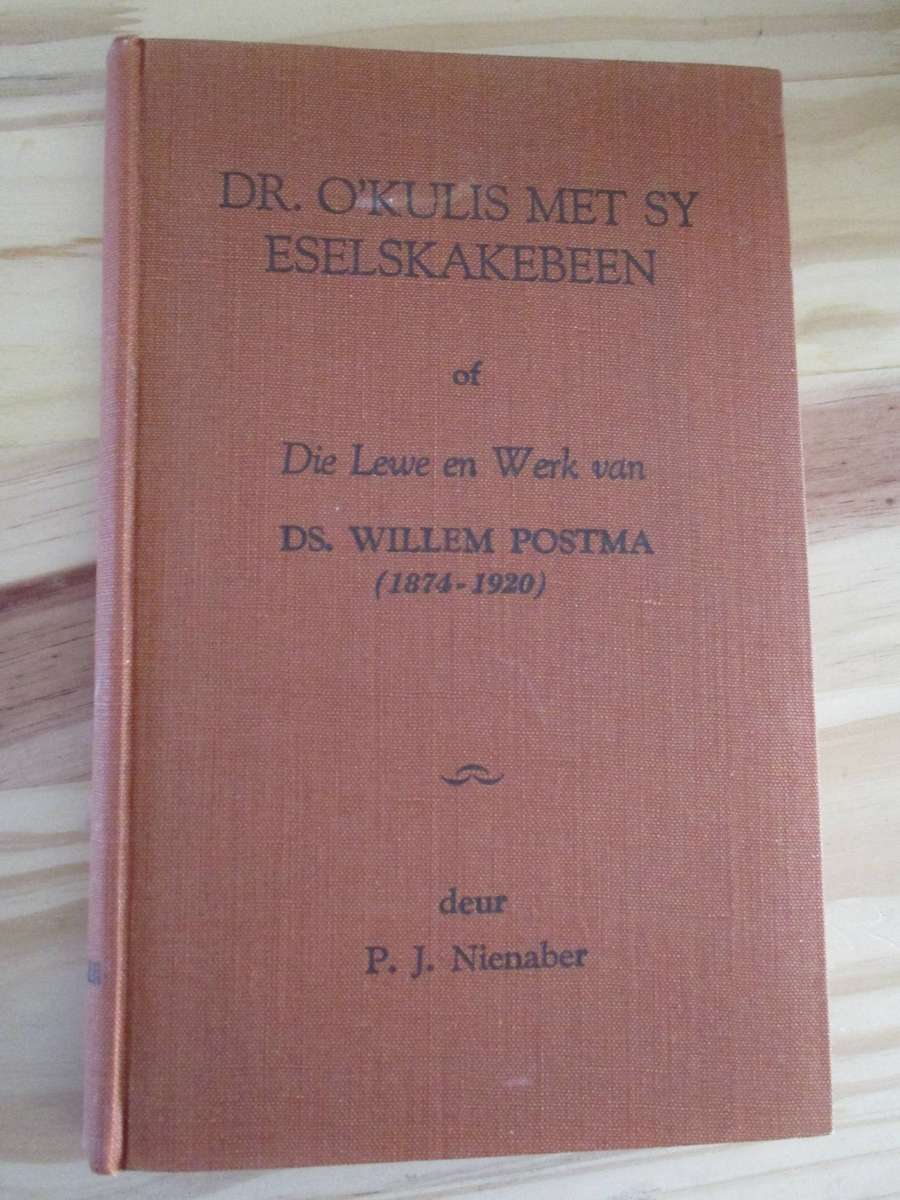 DR. O'KULIS MET SY
ESELSKAKEBEEN
of
Die Lewe en Werk van
DS. WILLEM POSTMA
(1874-1920)
deur
P. J. Nienaber